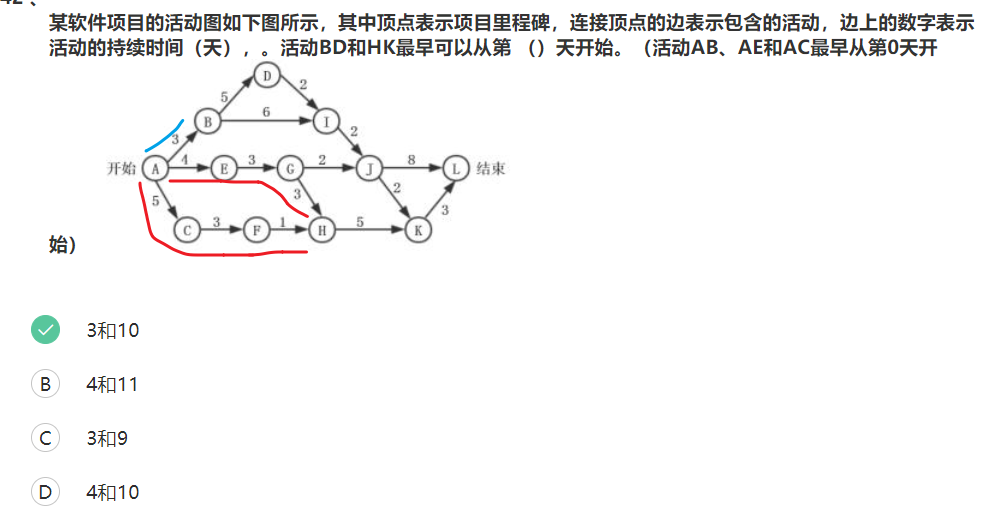 某软件项目的活动图如下图所示，其中顶点表示项目里程碑，连接顶点的边表示包含的活动，边上的数字表示
活动的持续时间（天），。活动BD和HK最早可以从第 （）天开始。（活动AB、AE和AC最早从第0天开
D
5 2
B 6 I
3 2
开始 A 4 E 3 G 2 J 8 L 结束
5 3 2 3
C 3 F 1 H 5 K
始）
3和10
B 4和11
C 3和9
D 4和10